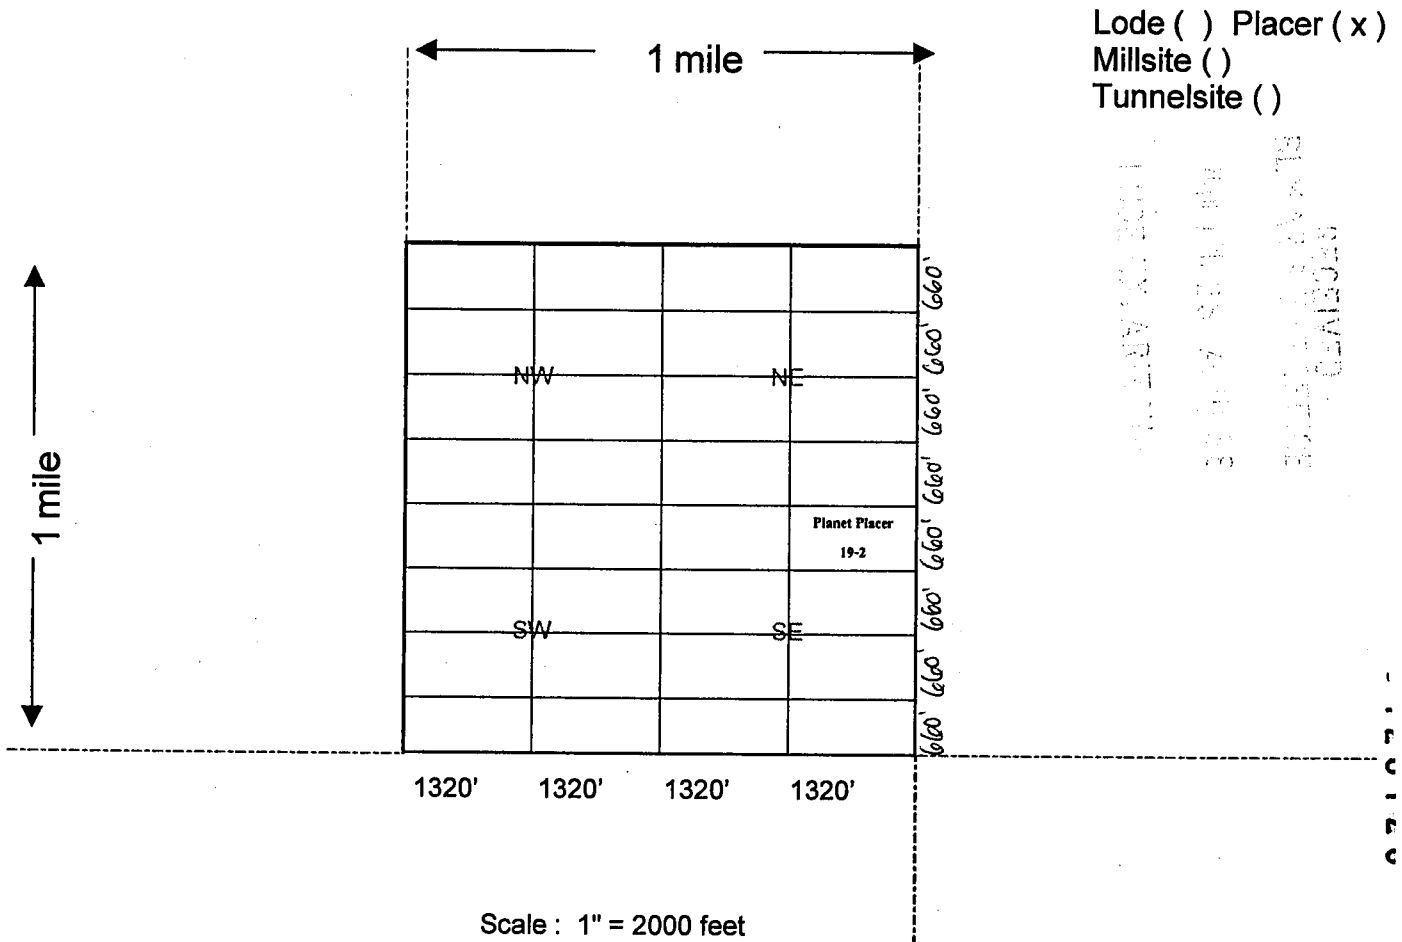 Lode ( ) Placer ( x )
Millsite ( )
Tunnelsite ( )
1 mile
RECEIVED
660'
660'
NW
NE
660'
660'
1 mile
Planet Placer
19-2
660'
660'
SW
SE
660'
660'
1320' 1320' 1320' 1320'
Scale : 1" = 2000 feet